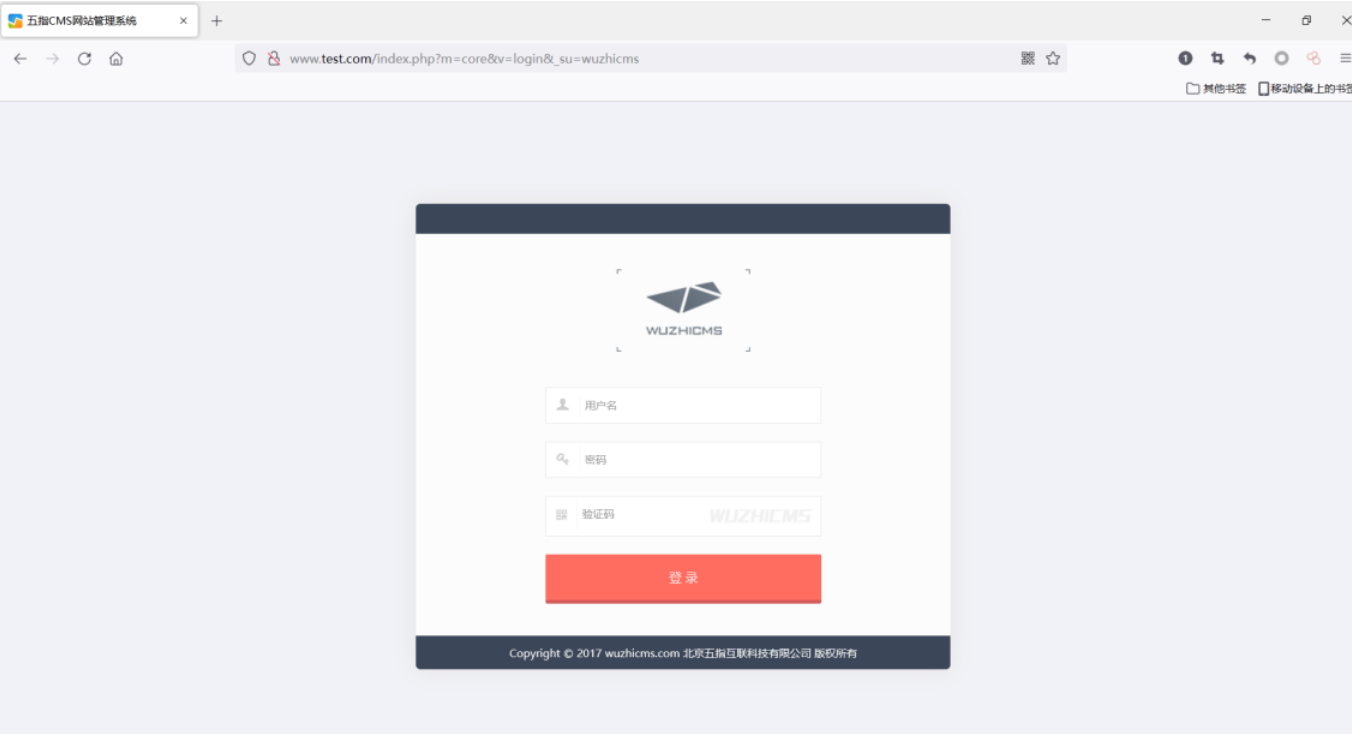 五指CMS网站管理系统
www.test.com/index.php?m=core&v=login&_su=wuzhicms
其他书签 移动设备上的书签
WUZHICMS
用户名
密码
验证码 WUZHICMS
登 录
Copyright © 2017 wuzhicms.com 北京五指互联科技有限公司 版权所有